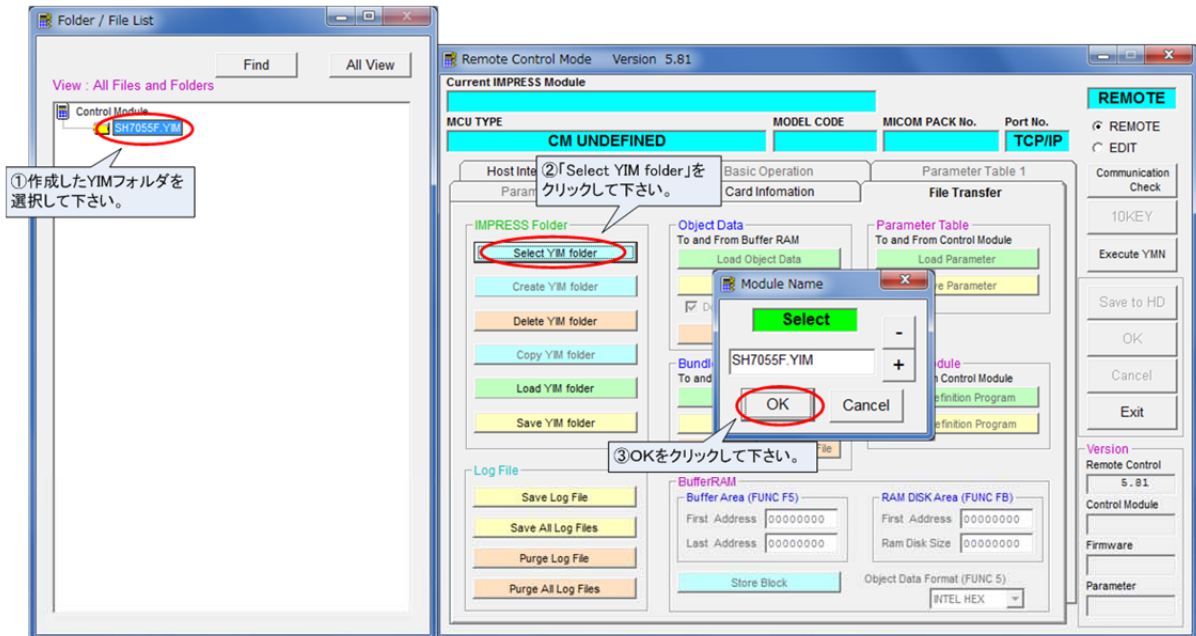 Folder / File List
Find
All View
View : All Files and Folders
Control Module
SH7055F.YIM
①作成したYIMフォルダを
選択して下さい。
Remote Control Mode Version 5.81
Current IMPRESS Module
MCU TYPE
MODEL CODE
MICOM PACK No.
Port No.
CM UNDEFINED
TCP/IP
②「Select YIM folder」を
クリックして下さい。
Basic Operation
Parameter Table 1
Card Infomation
File Transfer
IMPRESS Folder
Select YIM folder
Create YIM folder
Delete YIM folder
Copy YIM folder
Load YIM folder
Save YIM folder
Log File
Save Log File
Save All Log Files
Purge Log File
Purge All Log Files
Object Data
To and From Buffer RAM
Load Object Data
Parameter Table
To and From Control Module
Load Parameter
Parameter
Module Name
Select
-
SH7055F.YIM
+
OK
Cancel
To and
Control Module
Program
Program
File
③OKをクリックして下さい。
BufferRAM
Buffer Area (FUNC F5)
First Address 00000000
Last Address 00000000
RAM DISK Area (FUNC FB)
First Address 00000000
Ram Disk Size 00000000
Store Block
Object Data Format (FUNC 5)
INTEL HEX
REMOTE
REMOTE
EDIT
Communication
Check
10KEY
Execute YMN
Save to HD
OK
Cancel
Exit
Version
Remote Control
5.81
Control Module
Firmware
Parameter